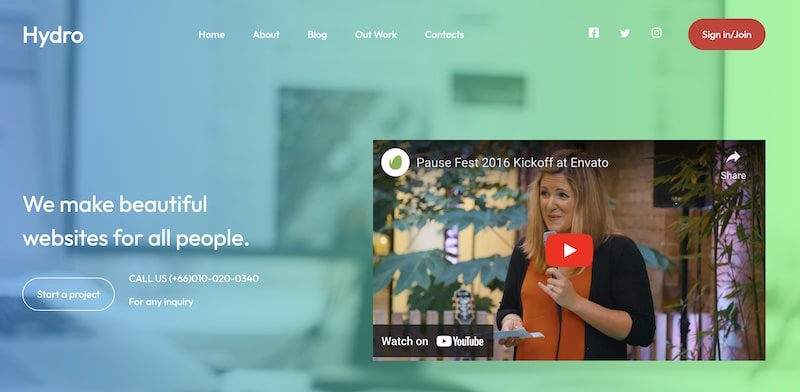 Hydro
Home
About
Blog
Out Work
Contacts
Sign in/Join
Pause Fest 2016 Kickoff at Envato
Share
We make beautiful
websites for all people.
Start a project
CALL US (+66)010-020-0340
For any inquiry
Watch on YouTube